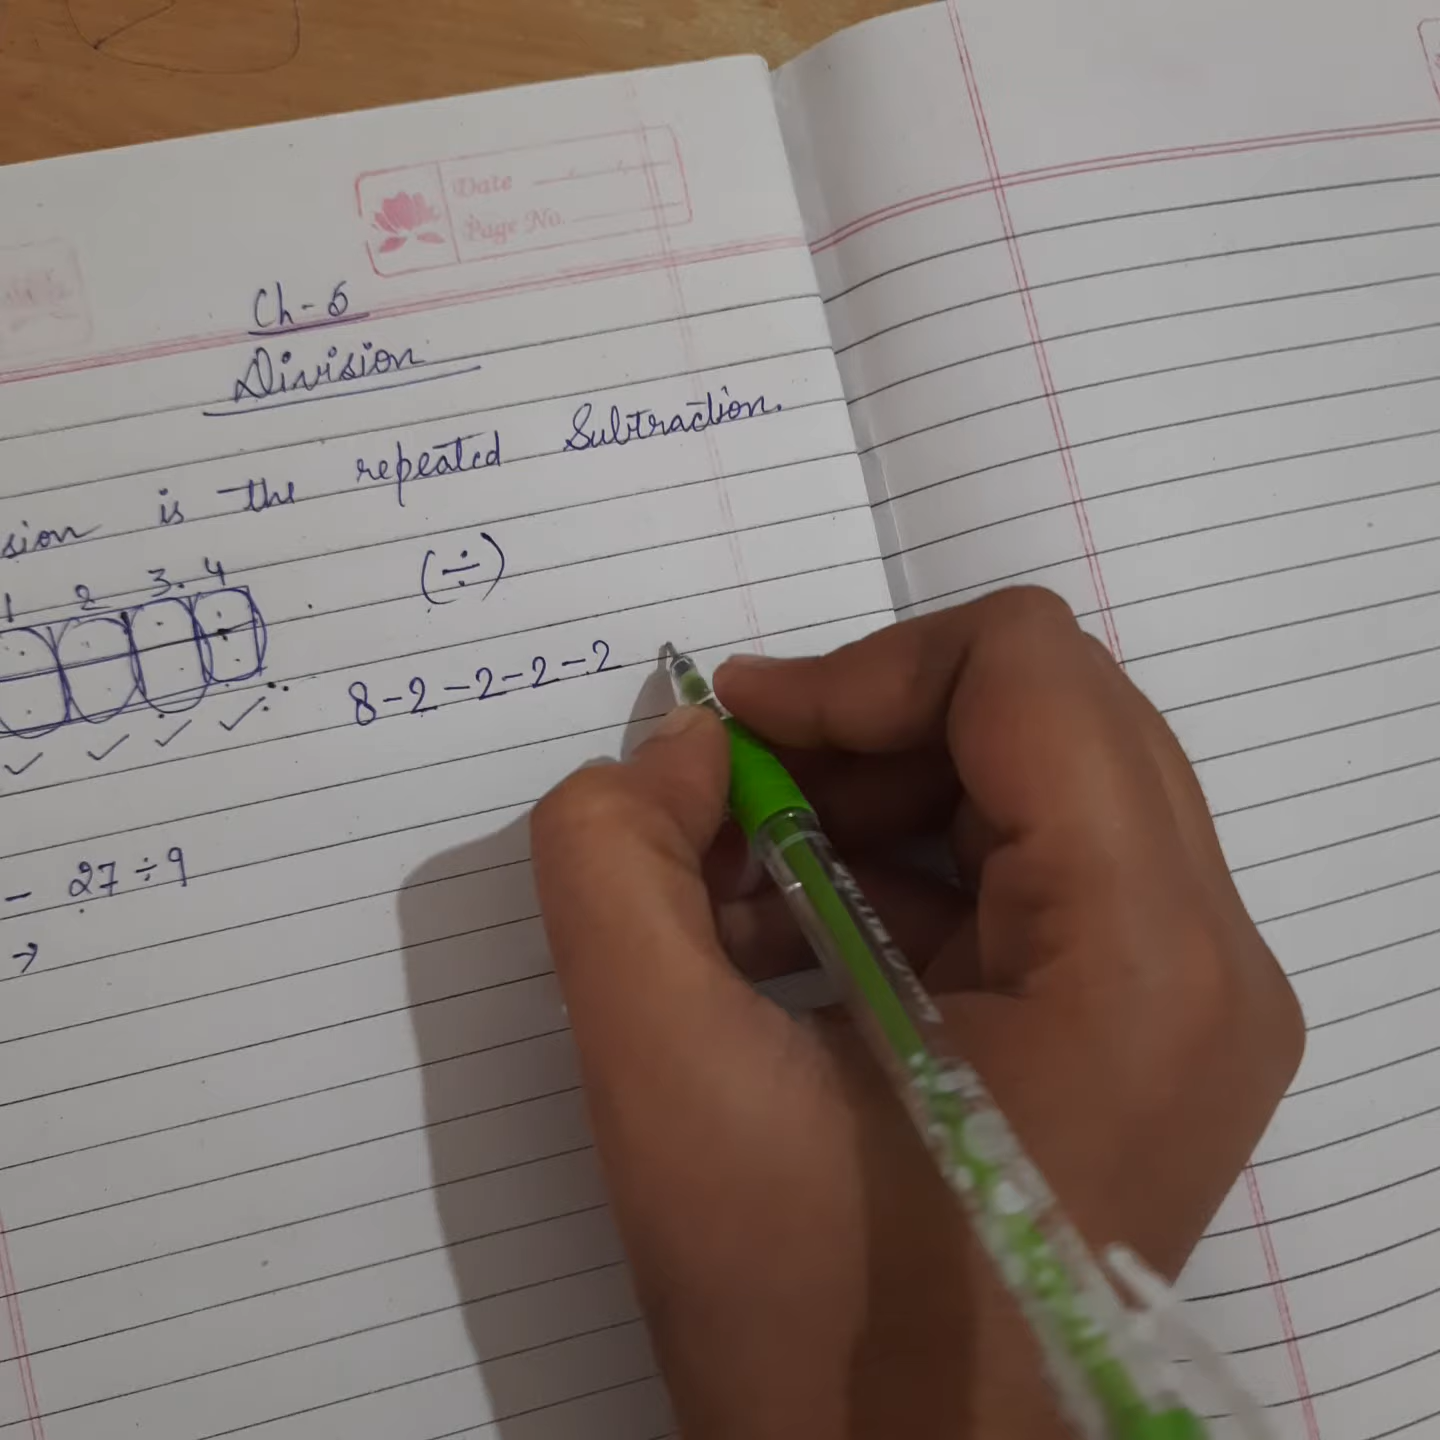 Date
Page No.
Ch-6
Division
sion is the repeated Subtraction.
(÷)
1 2 3. 4
8-2-2-2-2
- 27÷9
→